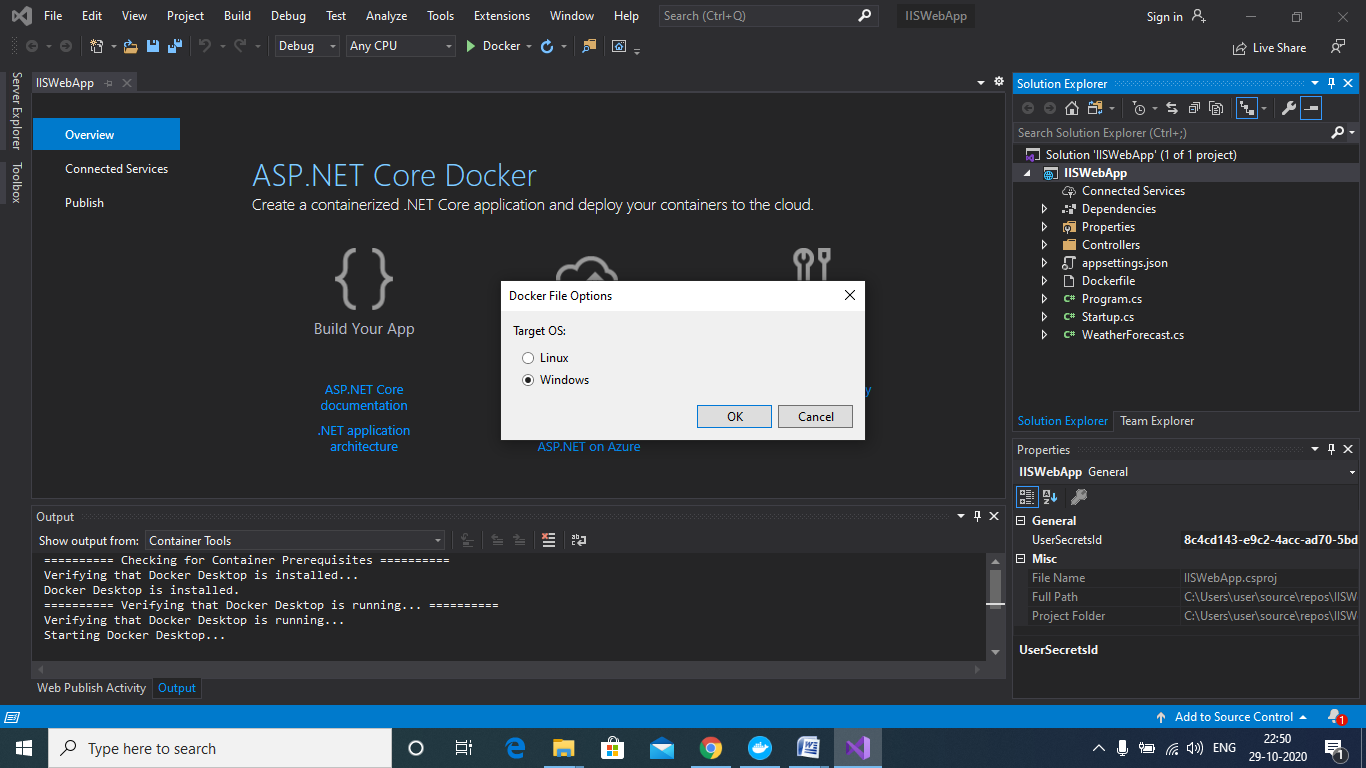 File Edit View Project Build Debug Test Analyze Tools Extensions Window Help Search (Ctrl+Q) IISWebApp Sign in
Debug Any CPU Docker Live Share
Server Explorer
Toolbox
IISWebApp
Overview
Connected Services
Publish
ASP.NET Core Docker
Create a containerized .NET Core application and deploy your containers to the cloud.
Build Your App
ASP.NET Core
documentation
.NET application
architecture
ASP.NET on Azure
y
Docker File Options
Target OS:
Linux
Windows
OK Cancel
Solution Explorer
Search Solution Explorer (Ctrl+;)
Solution 'IISWebApp' (1 of 1 project)
IISWebApp
Connected Services
Dependencies
Properties
Controllers
appsettings.json
Dockerfile
Program.cs
Startup.cs
WeatherForecast.cs
Solution Explorer Team Explorer
Properties
IISWebApp General
General
UserSecretsId 8c4cd143-e9c2-4acc-ad70-5bd
Misc
File Name IISWebApp.csproj
Full Path C:\Users\user\source\repos\IISW
Project Folder C:\Users\user\source\repos\IISW
UserSecretsId
Output
Show output from: Container Tools
========== Checking for Container Prerequisites ==========
Verifying that Docker Desktop is installed...
Docker Desktop is installed.
========== Verifying that Docker Desktop is running... ==========
Verifying that Docker Desktop is running...
Starting Docker Desktop...
Web Publish Activity Output
Add to Source Control 1
Type here to search
ENG 22:50
29-10-2020 1